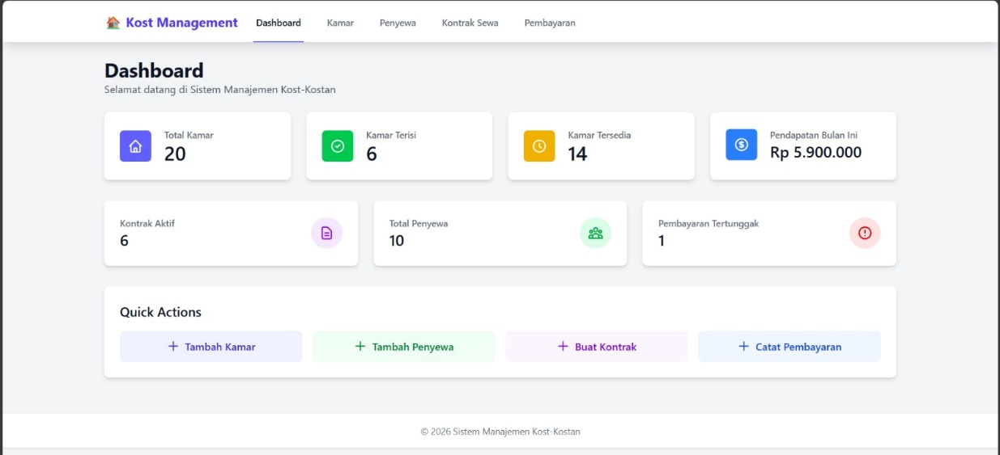 Kost Management Dashboard Kamar Penyewa Kontrak Sewa Pembayaran
Dashboard
Selamat datang di Sistem Manajemen Kost-Kostan
Total Kamar
20
Kamar Terisi
6
Kamar Tersedia
14
Pendapatan Bulan Ini
Rp 5.900.000
Kontrak Aktif
6
Total Penyewa
10
Pembayaran Tertunggak
1
Quick Actions
+ Tambah Kamar
+ Tambah Penyewa
+ Buat Kontrak
+ Catat Pembayaran
© 2026 Sistem Manajemen Kost-Kostan